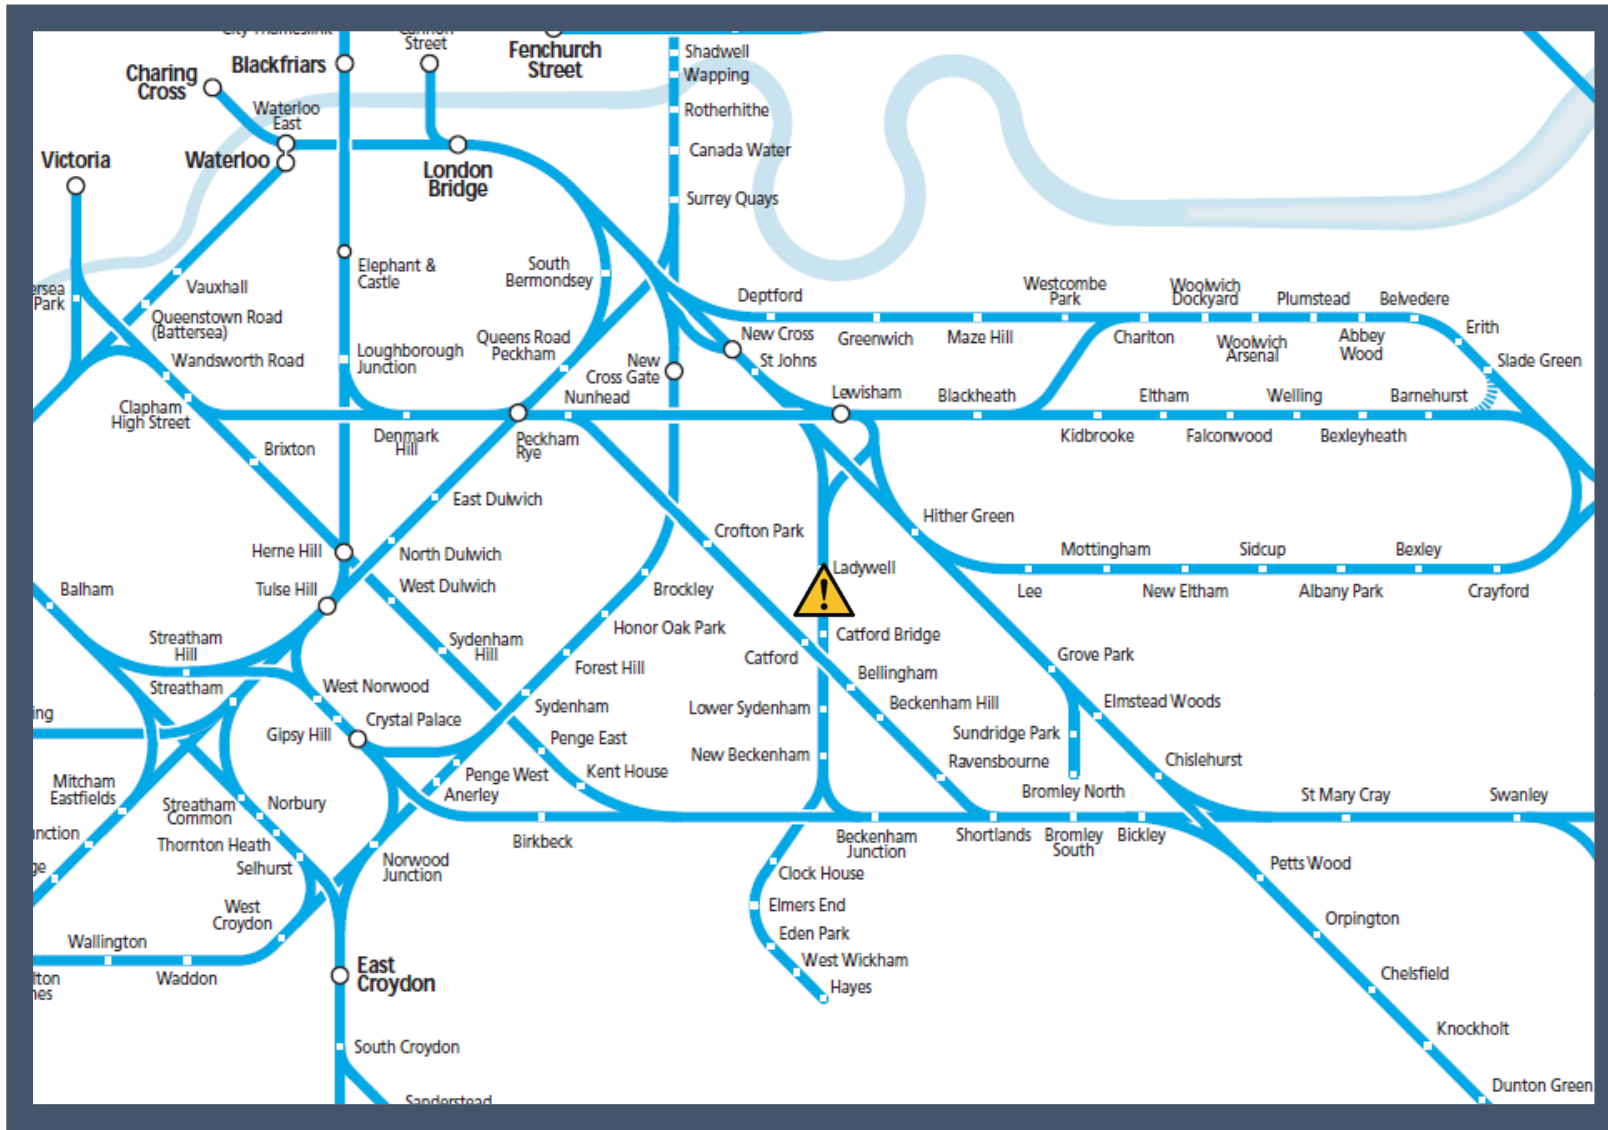 Cannon
Street
Fenchurch
Street
Blackfriars
Charing
Cross
Waterloo
East
Waterloo
Victoria
London
Bridge
Shadwell
Wapping
Rotherhithe
Canada Water
Surrey Quays
Elephant &
Castle
South
Bermondsey
Vauxhall
Park
Queenstown Road
(Battersea)
Wandsworth Road
Loughborough
Junction
Queens Road
Peckham
New
Cross Gate
Nunhead
Deptford
New Cross
St Johns
Lewisham
Greenwich
Maze Hill
Westcombe
Park
Charlton
Woolwich
Dockyard
Woolwich
Arsenal
Plumstead
Abbey
Wood
Belvedere
Erith
Slade Green
Clapham
High Street
Brixton
Denmark
Hill
Peckham
Rye
Blackheath
Kidbrooke
Eltham
Falconwood
Welling
Bexleyheath
Barnehurst
East Dulwich
Crofton Park
Hither Green
Herne Hill
North Dulwich
Tulse Hill
West Dulwich
Balham
Brockley
Ladywell
Lee
Mottingham
New Eltham
Sidcup
Albany Park
Bexley
Crayford
Streatham
Hill
Streatham
Sydenham
Hill
Honor Oak Park
Forest Hill
Catford Bridge
Catford
Bellingham
Beckenham Hill
Grove Park
Elmstead Woods
West Norwood
Crystal Palace
Gipsy Hill
Sydenham
Lower Sydenham
Sundridge Park
Penge East
New Beckenham
Ravensbourne
Chislehurst
Kent House
Penge West
Anerley
Bromley North
Mitcham
Eastfields
Streatham
Common
Norbury
Thornton Heath
Selhurst
Birkbeck
Norwood
Junction
Beckenham
Junction
Shortlands
Bromley
South
Bickley
St Mary Cray
Swanley
Petts Wood
Clock House
Elmers End
Eden Park
West Wickham
Hayes
West
Croydon
Wallington
Waddon
East
Croydon
Orpington
Chelsfield
Knockholt
Dunton Green
South Croydon
Sanderstead